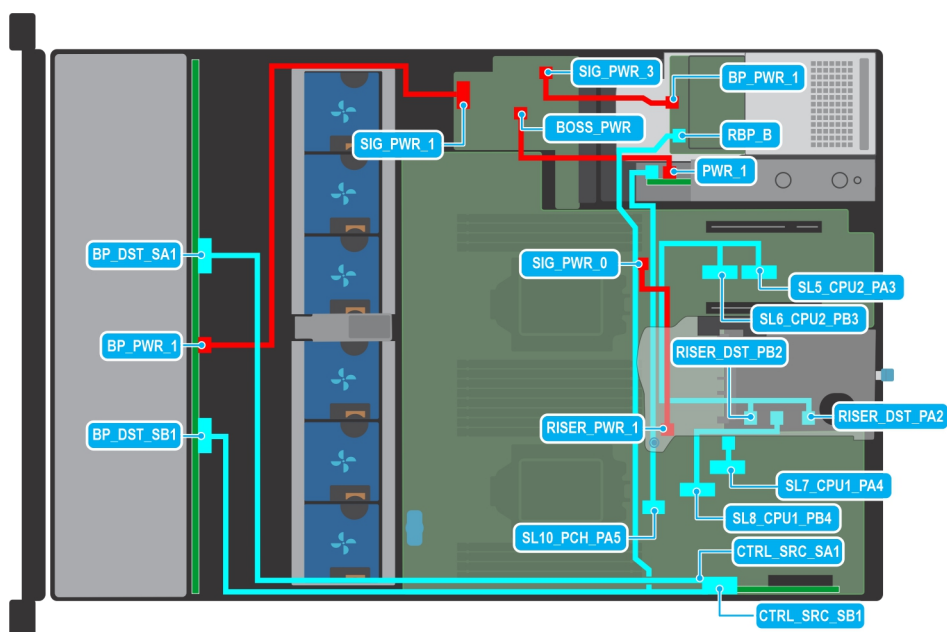 SIG_PWR_3
BP_PWR_1
BOSS_PWR
RBP_B
SIG_PWR_1
PWR_1
BP_DST_SA1
SIG_PWR_0
SL5_CPU2_PA3
SL6_CPU2_PB3
BP_PWR_1
RISER_DST_PB2
RISER_DST_PA2
BP_DST_SB1
RISER_PWR_1
SL7_CPU1_PA4
SL8_CPU1_PB4
SL10_PCH_PA5
CTRL_SRC_SA1
CTRL_SRC_SB1